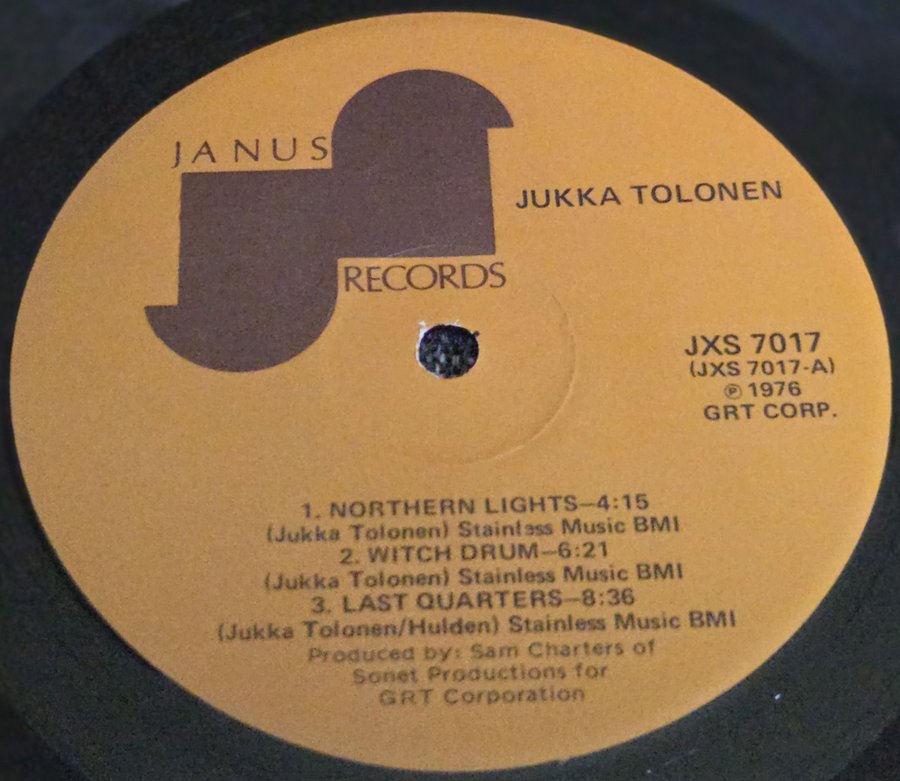 JANUS
RECORDS
JUKKA TOLONEN
JXS 7017
(JXS 7017-A)
℗ 1976
GRT CORP.
1. NORTHERN LIGHTS—4:15
(Jukka Tolonen) Stainless Music BMI
2. WITCH DRUM—6:21
(Jukka Tolonen) Stainless Music BMI
3. LAST QUARTERS—8:36
(Jukka Tolonen/Hulden) Stainless Music BMI
Produced by: Sam Charters of
Sonet Productions for
GRT Corporation